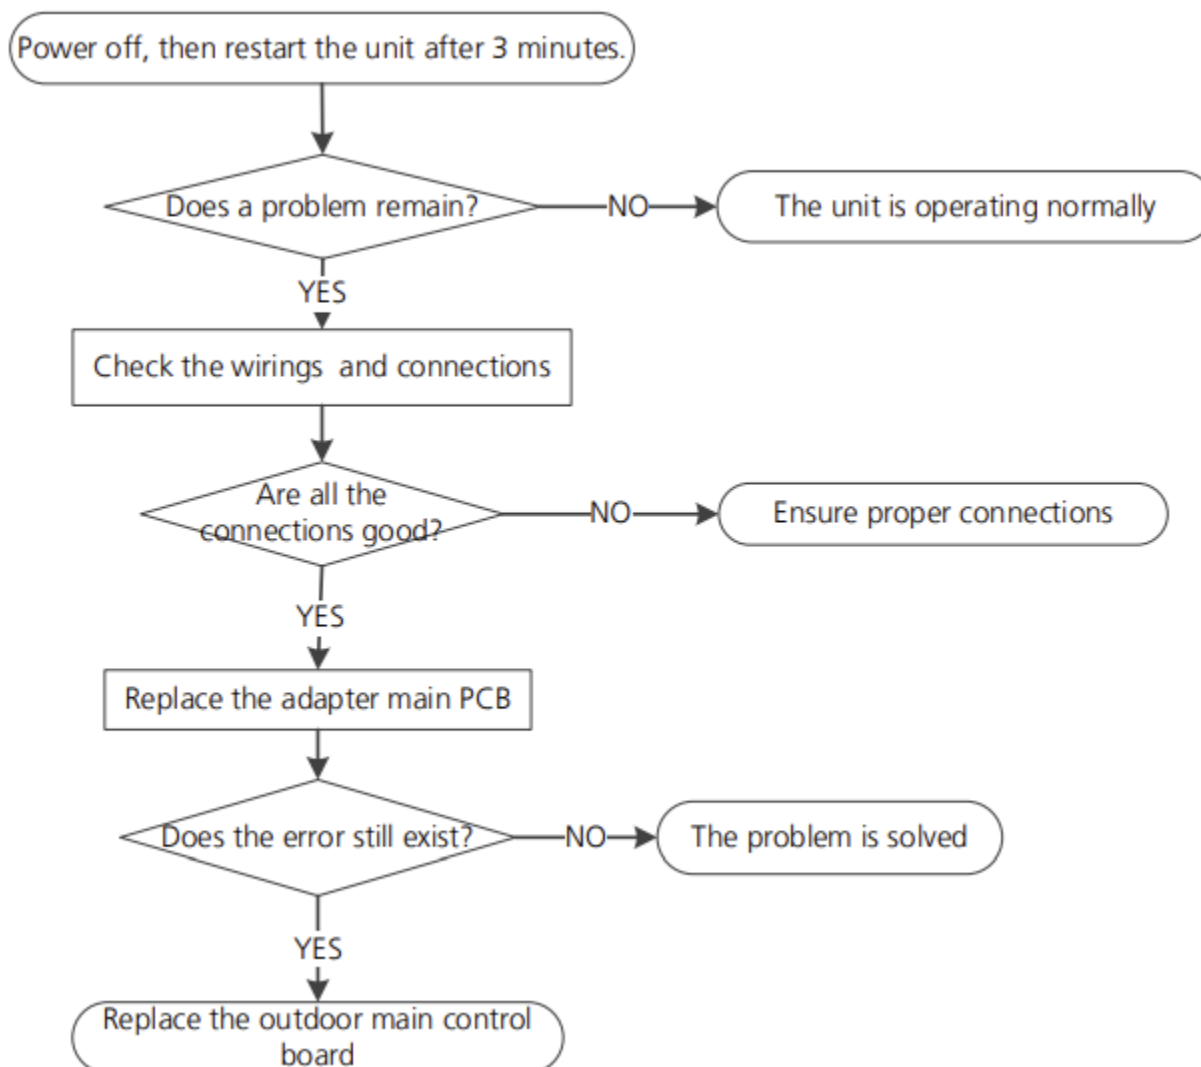 Power off, then restart the unit after 3 minutes.
Does a problem remain?
NO
The unit is operating normally
YES
Check the wirings  and connections
Are all the
connections good?
NO
Ensure proper connections
YES
Replace the adapter main PCB
Does the error still exist?
NO
The problem is solved
YES
Replace the outdoor main control
board